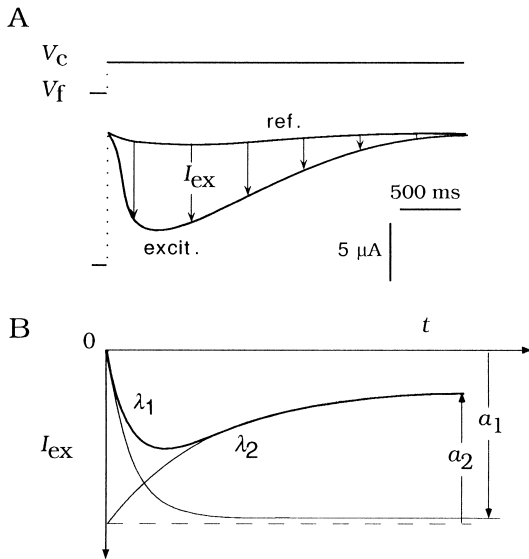 A
Vc
Vf
ref.
Iex
500 ms
excit.
5 μA
B
0
t
λ1
a1
Iex
λ2
a2